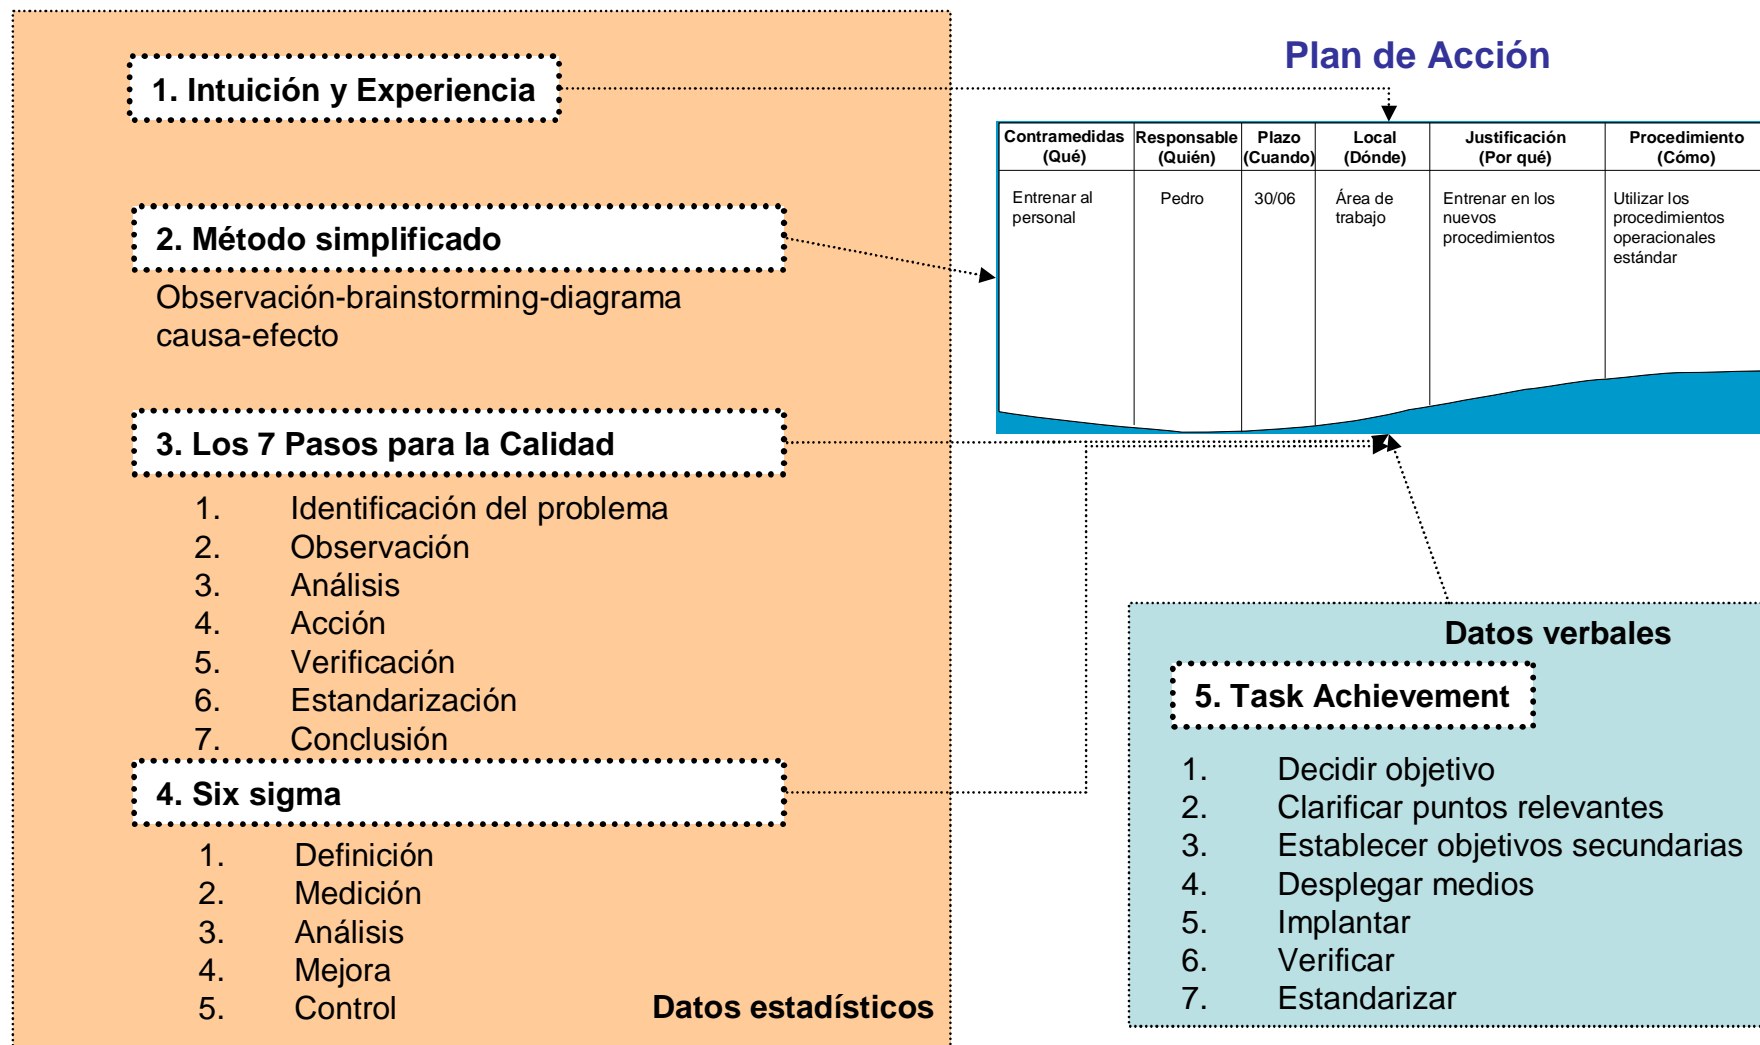 1. Intuición y Experiencia
2. Método simplificado
Observación-brainstorming-diagrama
causa-efecto
3. Los 7 Pasos para la Calidad
1. Identificación del problema
2. Observación
3. Análisis
4. Acción
5. Verificación
6. Estandarización
7. Conclusión
4. Six sigma
1. Definición
2. Medición
3. Análisis
4. Mejora
5. Control
Datos estadísticos
Plan de Acción
Contramedidas Responsable Plazo Local Justificación Procedimiento
(Qué) (Quién) (Cuando) (Dónde) (Por qué) (Cómo)
Entrenar al
personal
Pedro
30/06
Área de
trabajo
Entrenar en los
nuevos
procedimientos
Utilizar los
procedimientos
operacionales
estándar
Datos verbales
5. Task Achievement
1. Decidir objetivo
2. Clarificar puntos relevantes
3. Establecer objetivos secundarias
4. Desplegar medios
5. Implantar
6. Verificar
7. Estandarizar